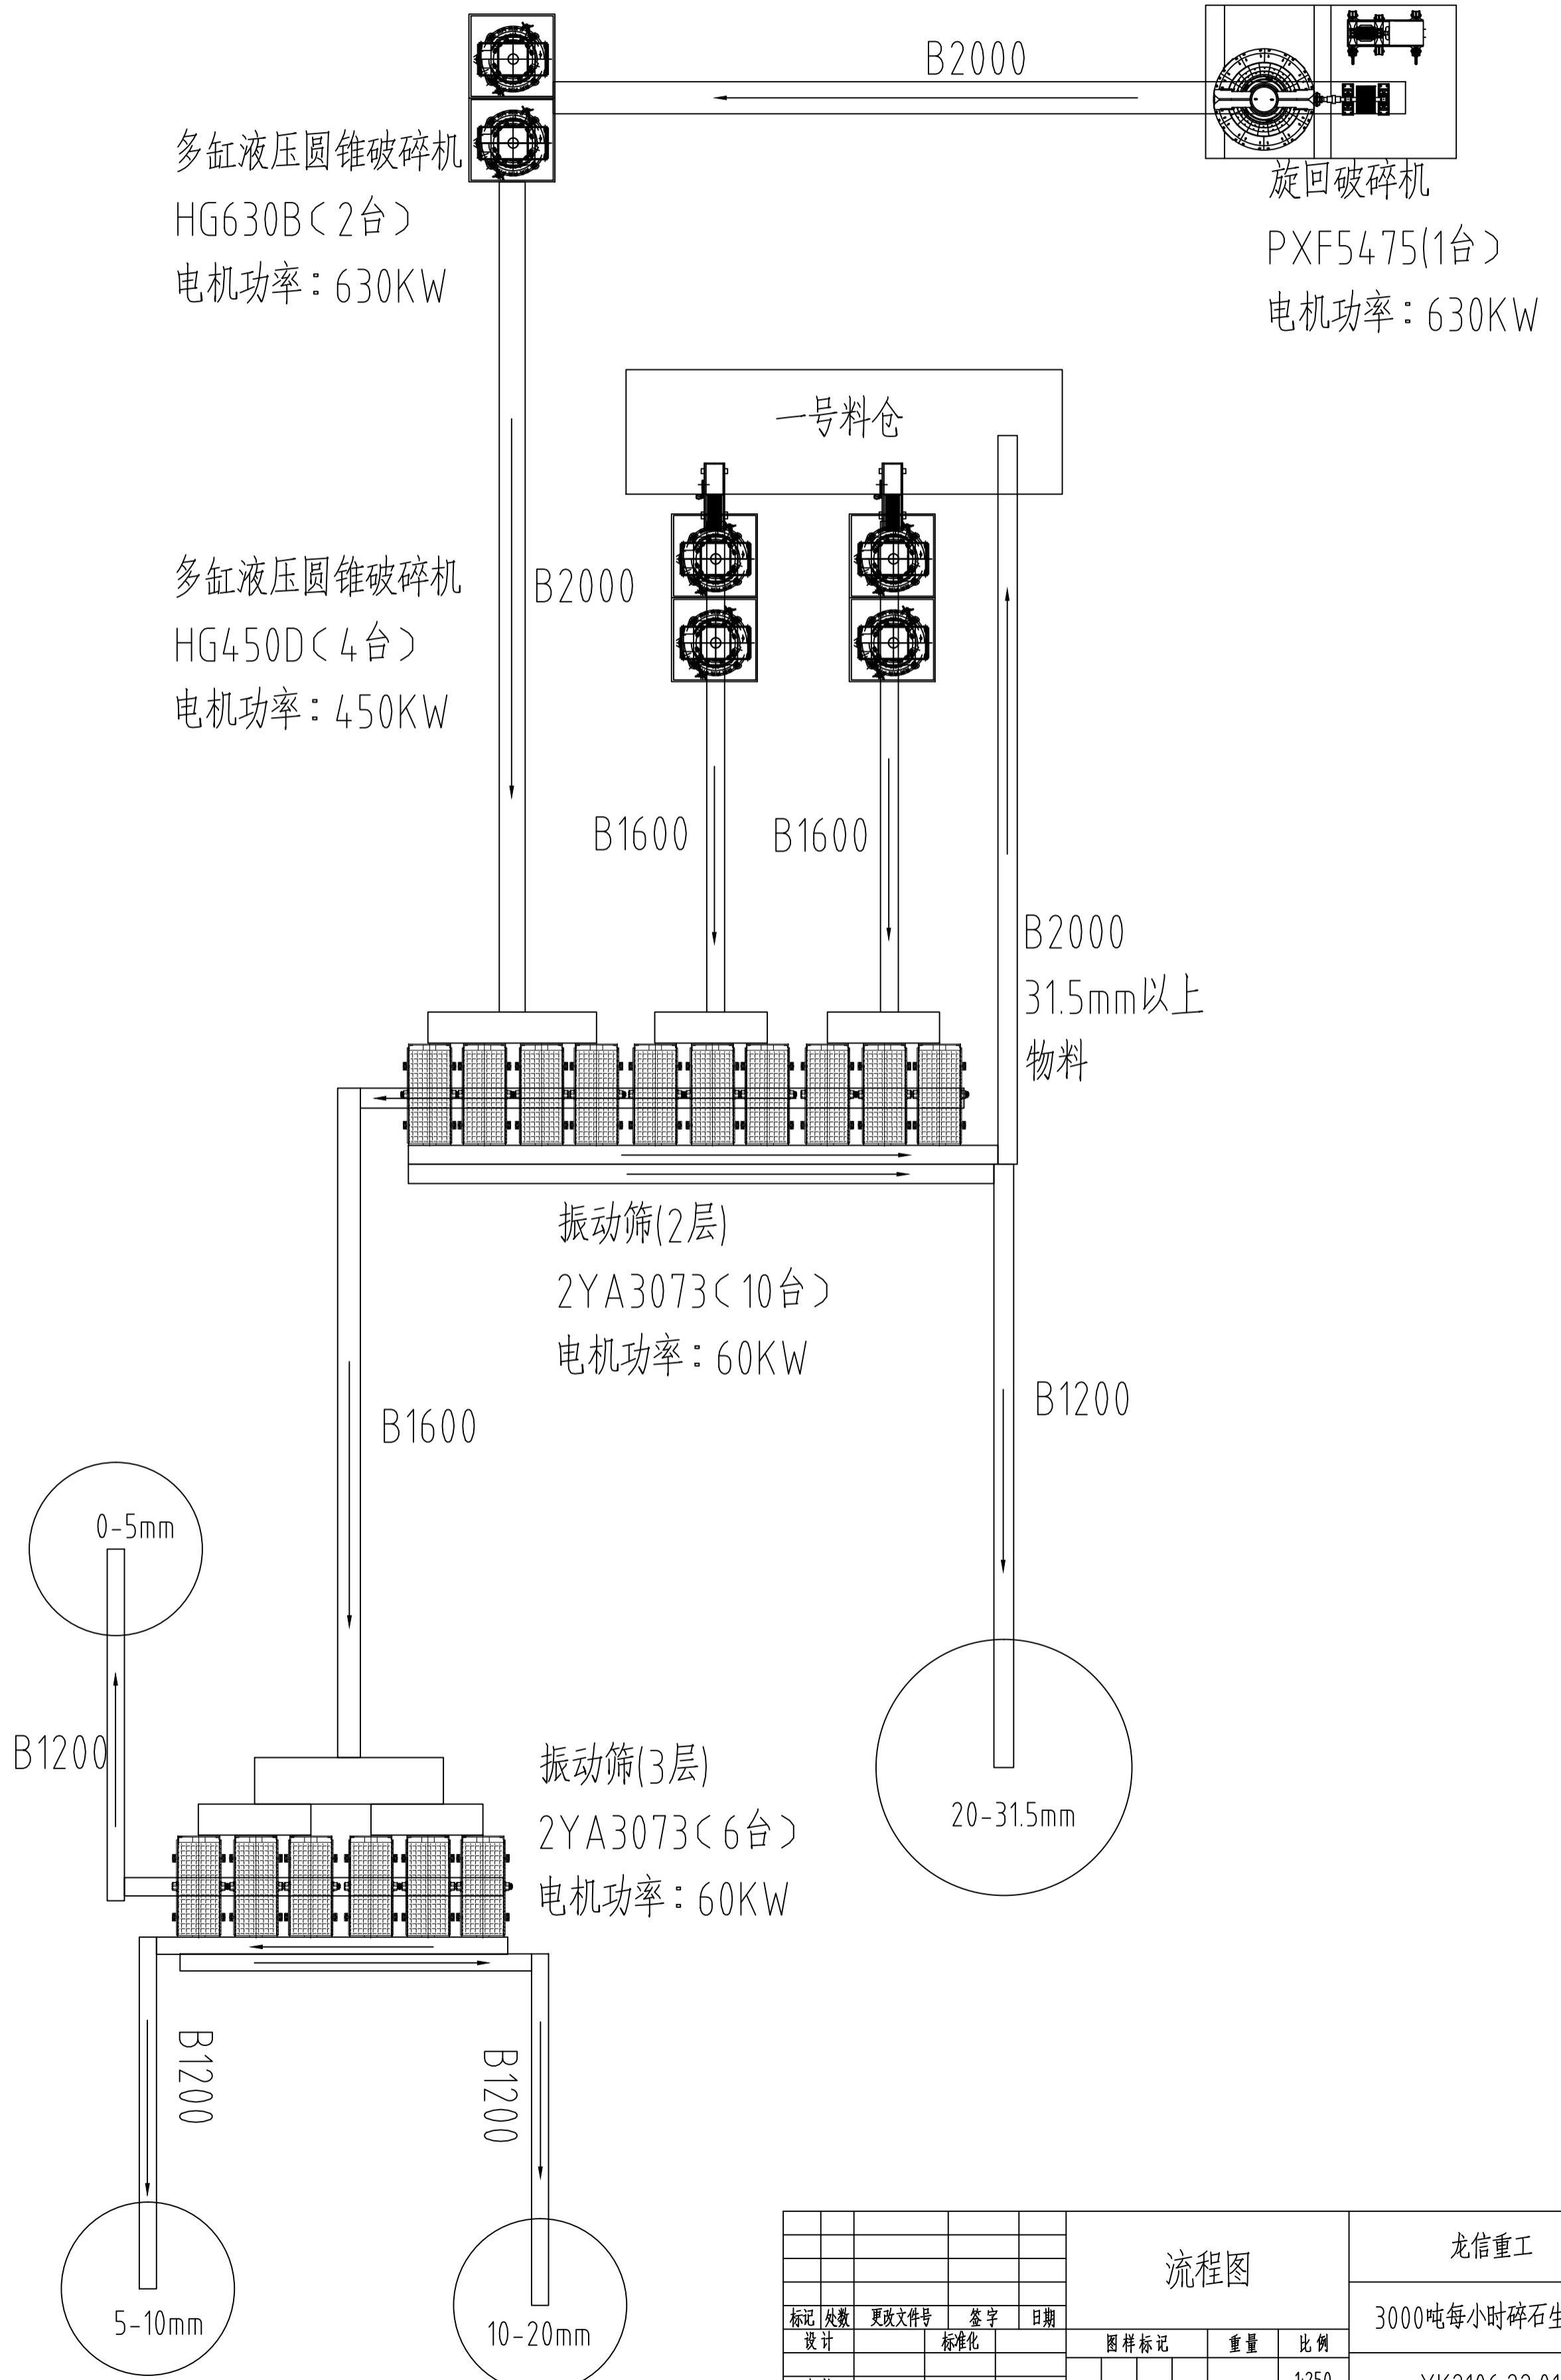 B2000
多缸液压圆锥破碎机
HG630B(2台)
电机功率：630KW
旋回破碎机
PXF5475(1台)
电机功率：630KW
一号料仓
多缸液压圆锥破碎机
HG450D(4台)
电机功率：450KW
B2000
B1600
B1600
B2000
31.5mm以上
物料
振动筛(2层)
2YA3073(10台)
电机功率：60KW
B1600
B1200
0-5mm
B1200
振动筛(3层)
2YA3073(6台)
电机功率：60KW
20-31.5mm
B1200
B1200
5-10mm
10-20mm
流程图
龙信重工
3000吨每小时碎石
标记 处数 更改文件号 签字 日期
设计 标准化
图样标记 重量 比例
1:250